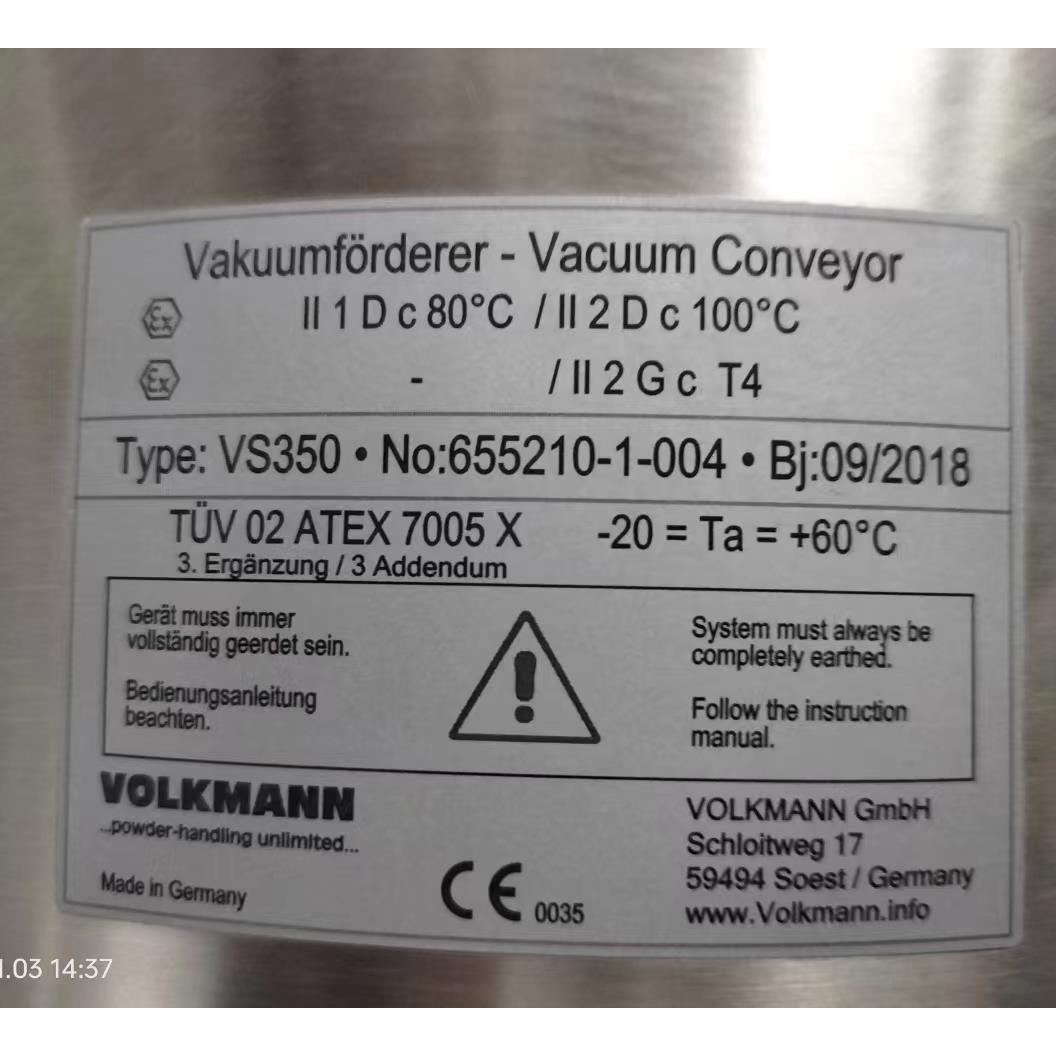 Vakuumförderer - Vacuum Conveyor
Ex II 1 D c 80°C / II 2 D c 100°C
Ex - / II 2 G c T4
Type: VS350 • No:655210-1-004 • Bj:09/2018
TÜV 02 ATEX 7005 X -20 = Ta = +60°C
3. Ergänzung / 3 Addendum
Gerät muss immer
vollständig geerdet sein.
Bedienungsanleitung
beachten.
System must always be
completely earthed.
Follow the instruction
manual.
VOLKMANN
...powder-handling unlimited...
Made in Germany
CE 0035
VOLKMANN GmbH
Schloitweg 17
59494 Soest / Germany
www.Volkmann.info
.03 14:37